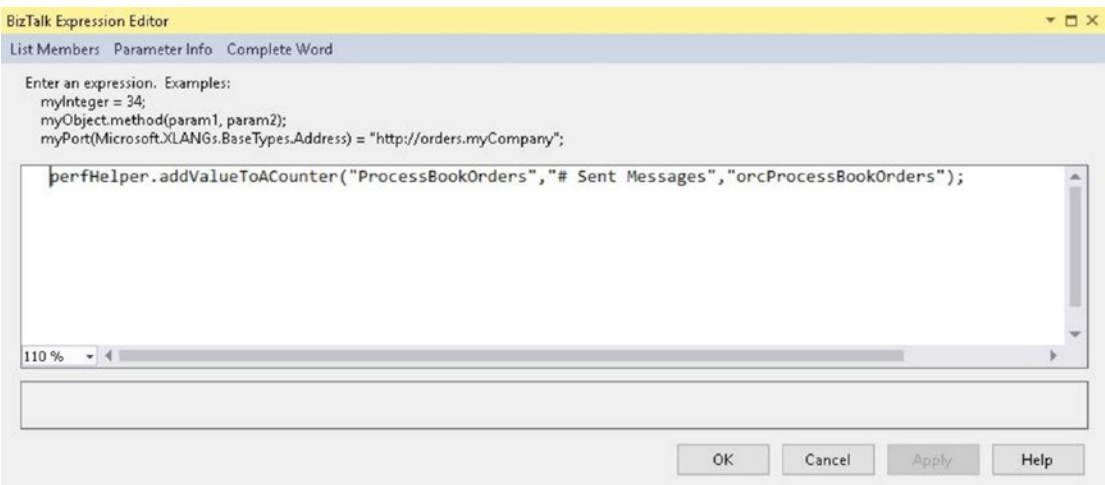 BizTalk Expression Editor
List Members Parameter Info Complete Word
Enter an expression. Examples:
myInteger = 34;
myObject.method(param1, param2);
myPort(Microsoft.XLANGs.BaseTypes.Address) = "http://orders.myCompany";
perfHelper.addValueToACounter("ProcessBookOrders","# Sent Messages","orcProcessBookOrders");
110 %
OK Cancel Apply Help